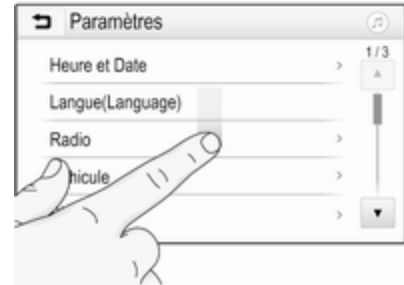 Paramètres
1/3
Heure et Date
Langue(Language)
Radio
hicule